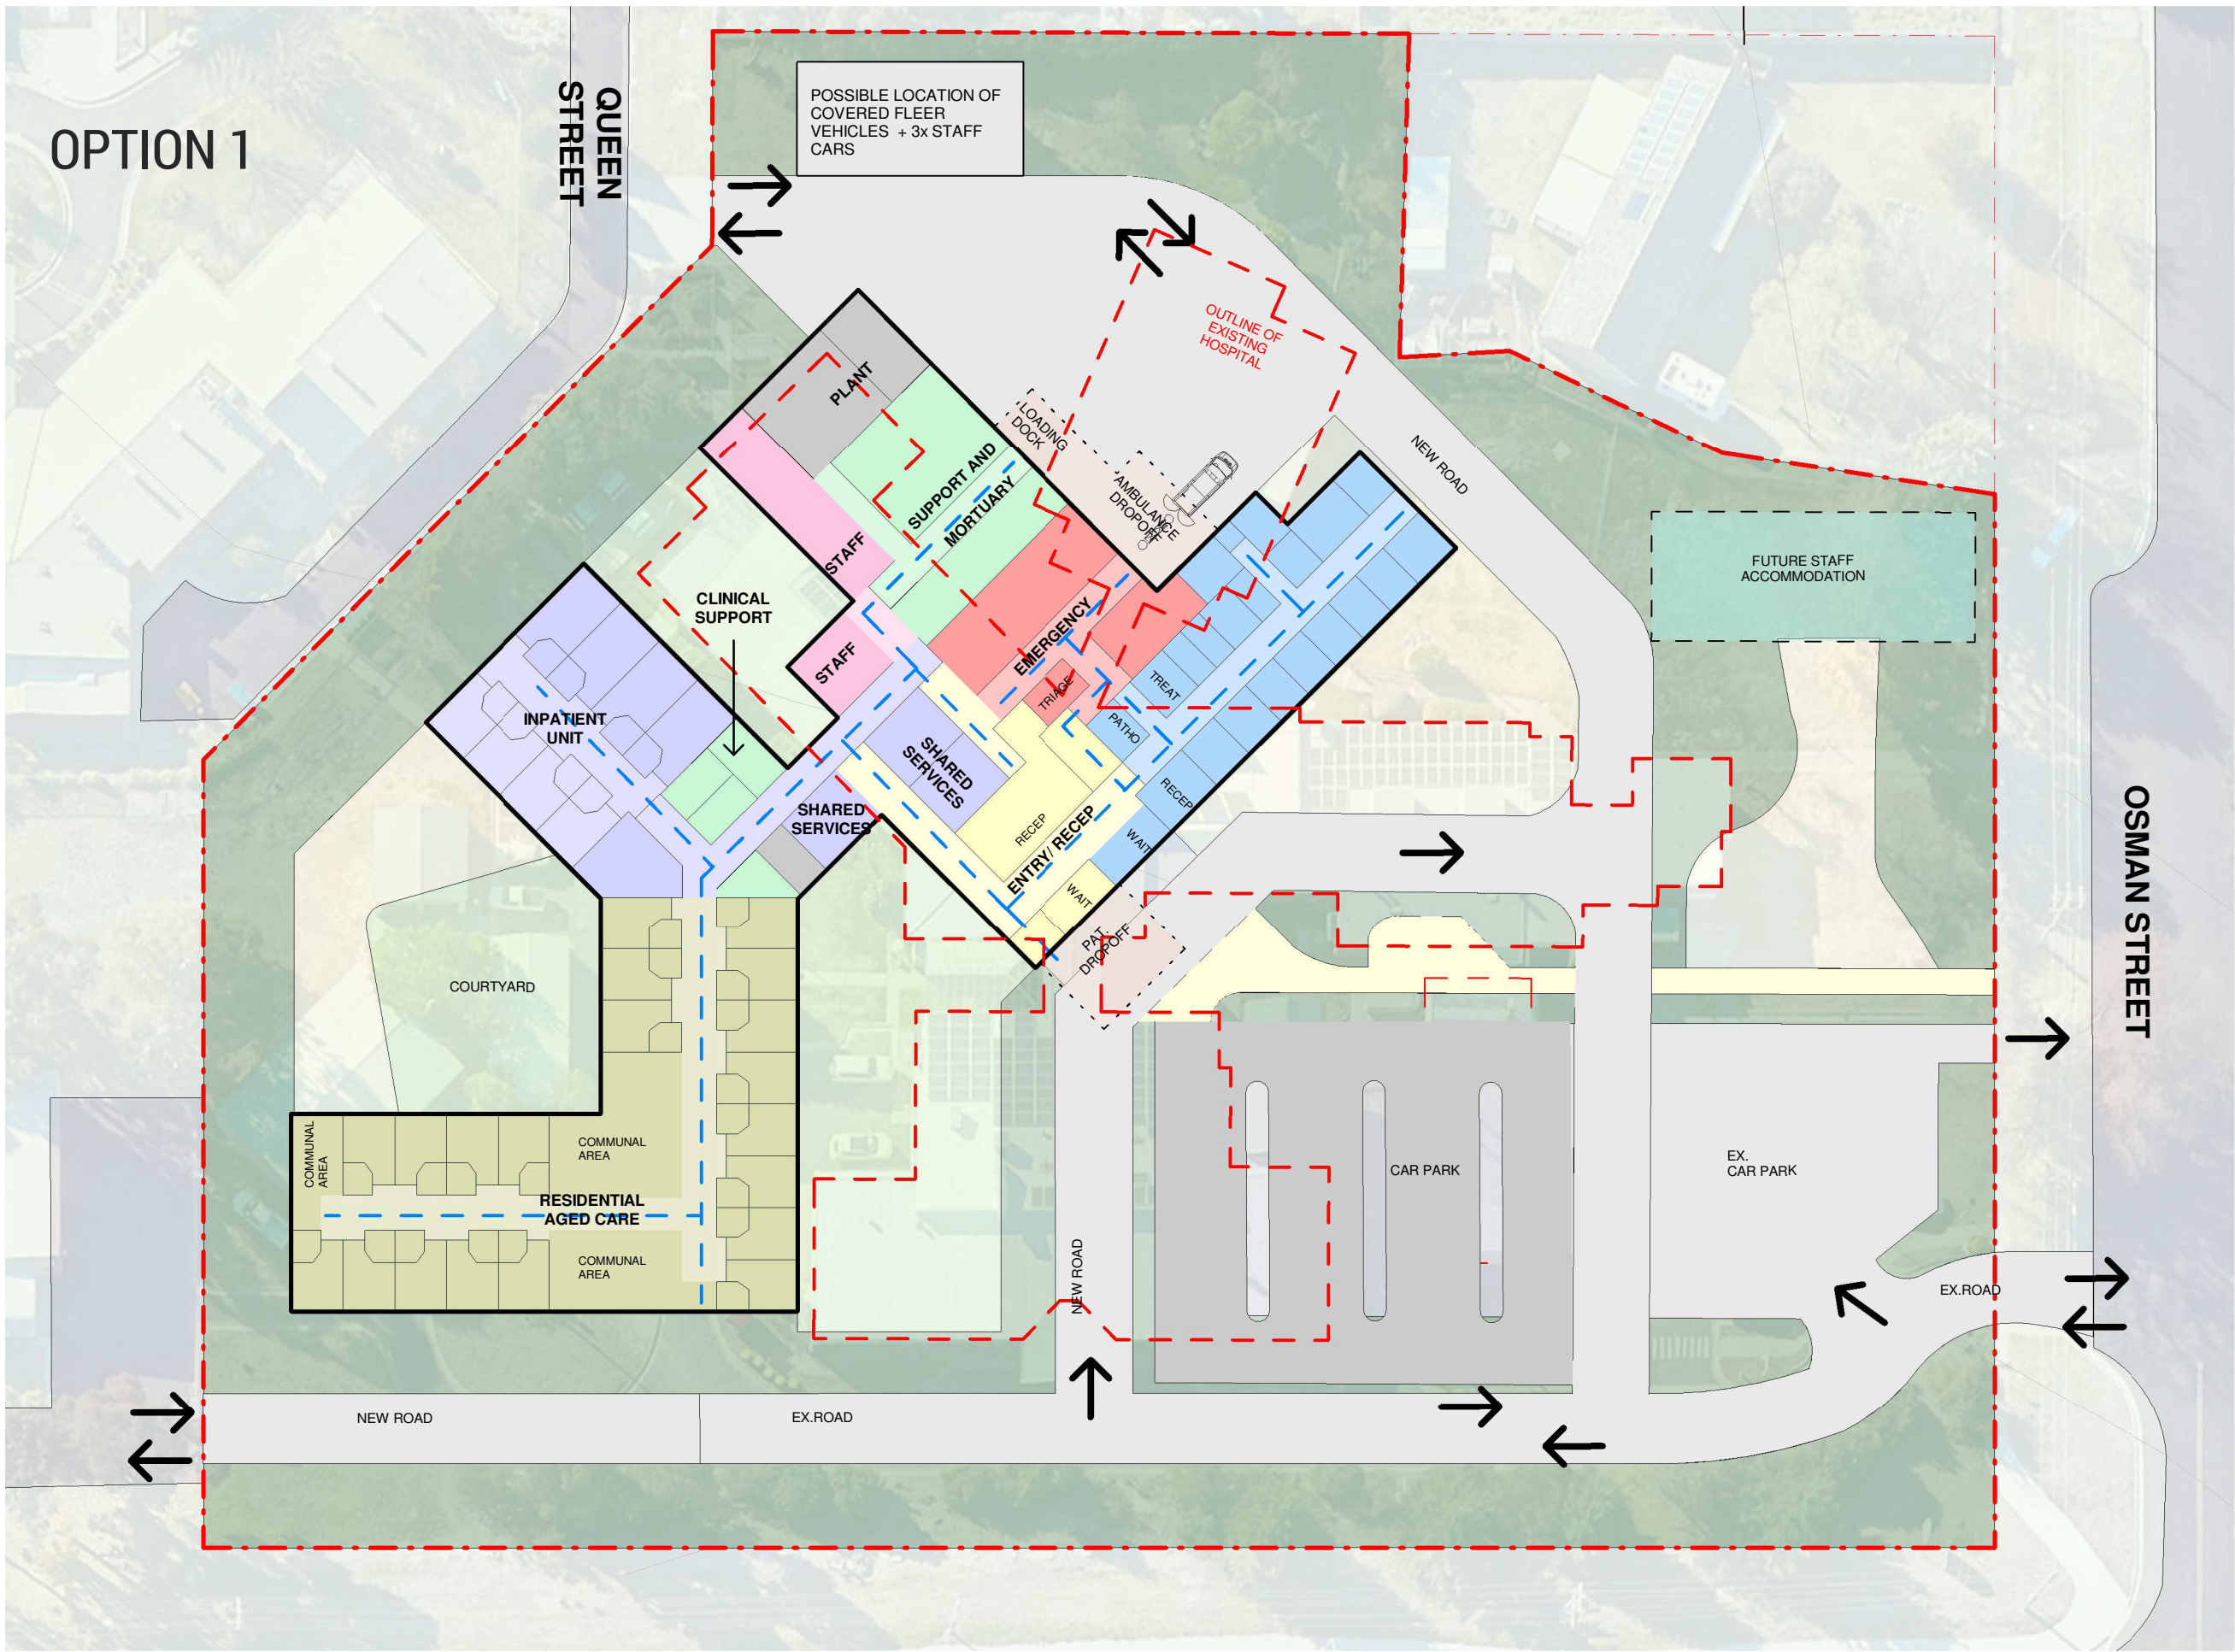 OPTION 1
QUEEN
STREET
POSSIBLE LOCATION OF
COVERED FLEER
VEHICLES + 3x STAFF
CARS
OUTLINE OF
EXISTING
HOSPITAL
PLANT
LOADING
DOCK
NEW ROAD
SUPPORT AND
MORTUARY
AMBULANCE
DROPOFF
STAFF
FUTURE STAFF
ACCOMMODATION
CLINICAL
SUPPORT
EMERGENCY
STAFF
TRIAGE
TREAT
INPATIENT
UNIT
PATHO
SHARED
SERVICES
RECEP
SHARED
SERVICES
RECEP
ENTRY/ RECEP
WAIT
WAIT
OSMAN STREET
PAT.
DROPOFF
COURTYARD
COMMUNAL
AREA
COMMUNAL
AREA
CAR PARK
EX.
CAR PARK
RESIDENTIAL
AGED CARE
COMMUNAL
AREA
NEW ROAD
EX.ROAD
NEW ROAD
EX.ROAD